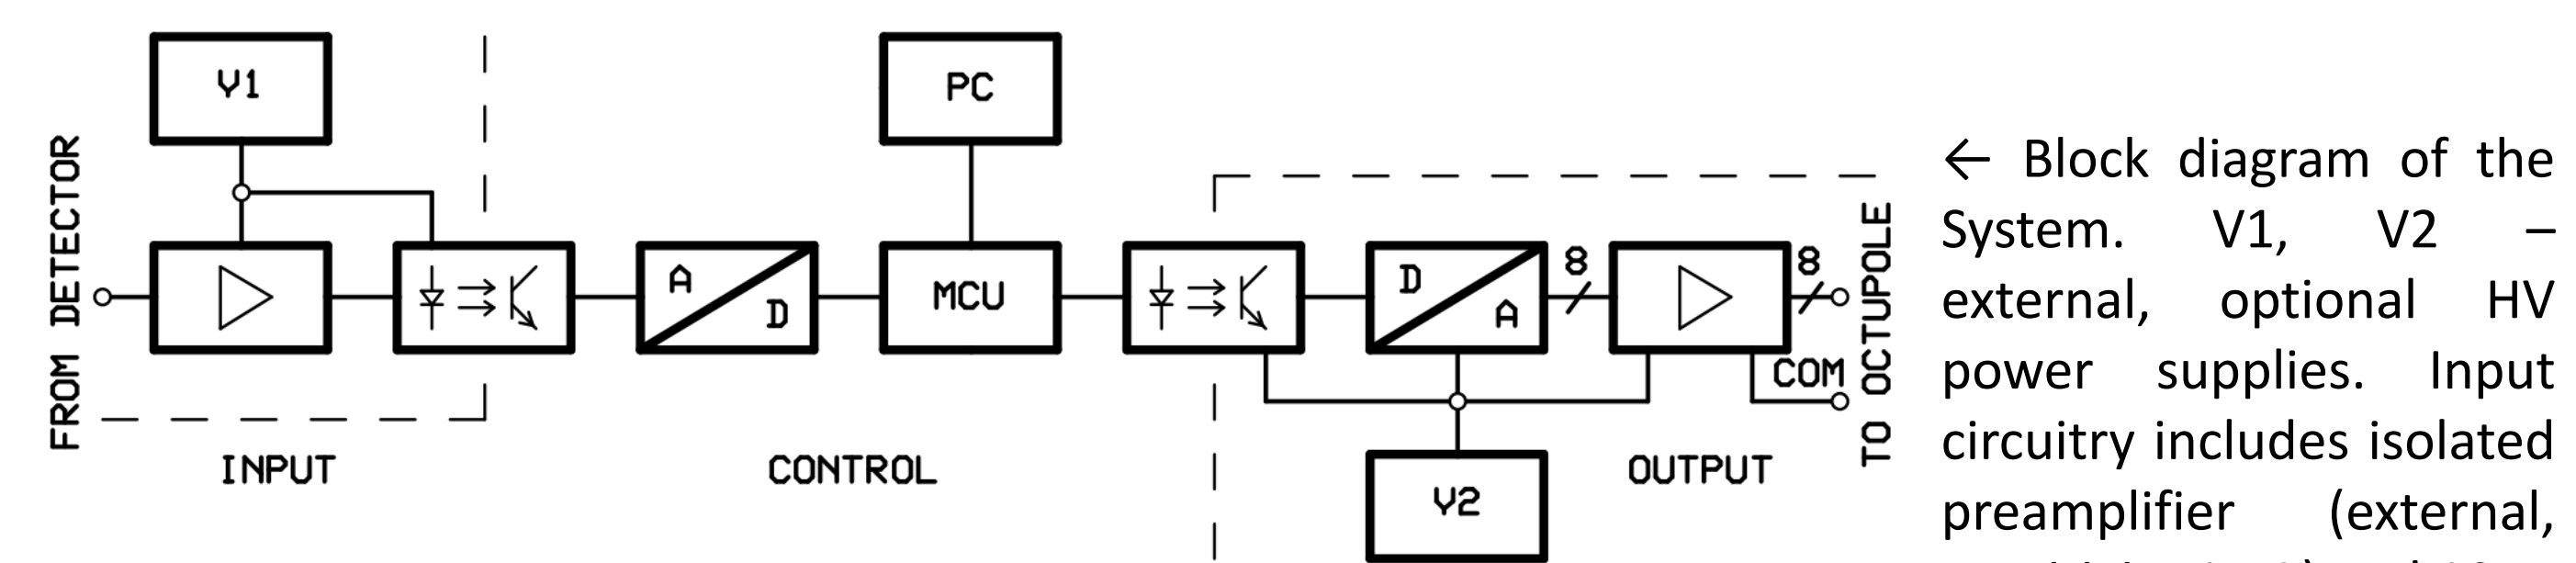 V1
PC
FROM DETECTOR
A
D
MCU
D
A
8
8
COM
TO OCTUPOLE
INPUT
CONTROL
V2
OUTPUT
← Block diagram of the
System. V1, V2 –
external, optional HV
power supplies. Input
circuitry includes isolated
preamplifier (external,